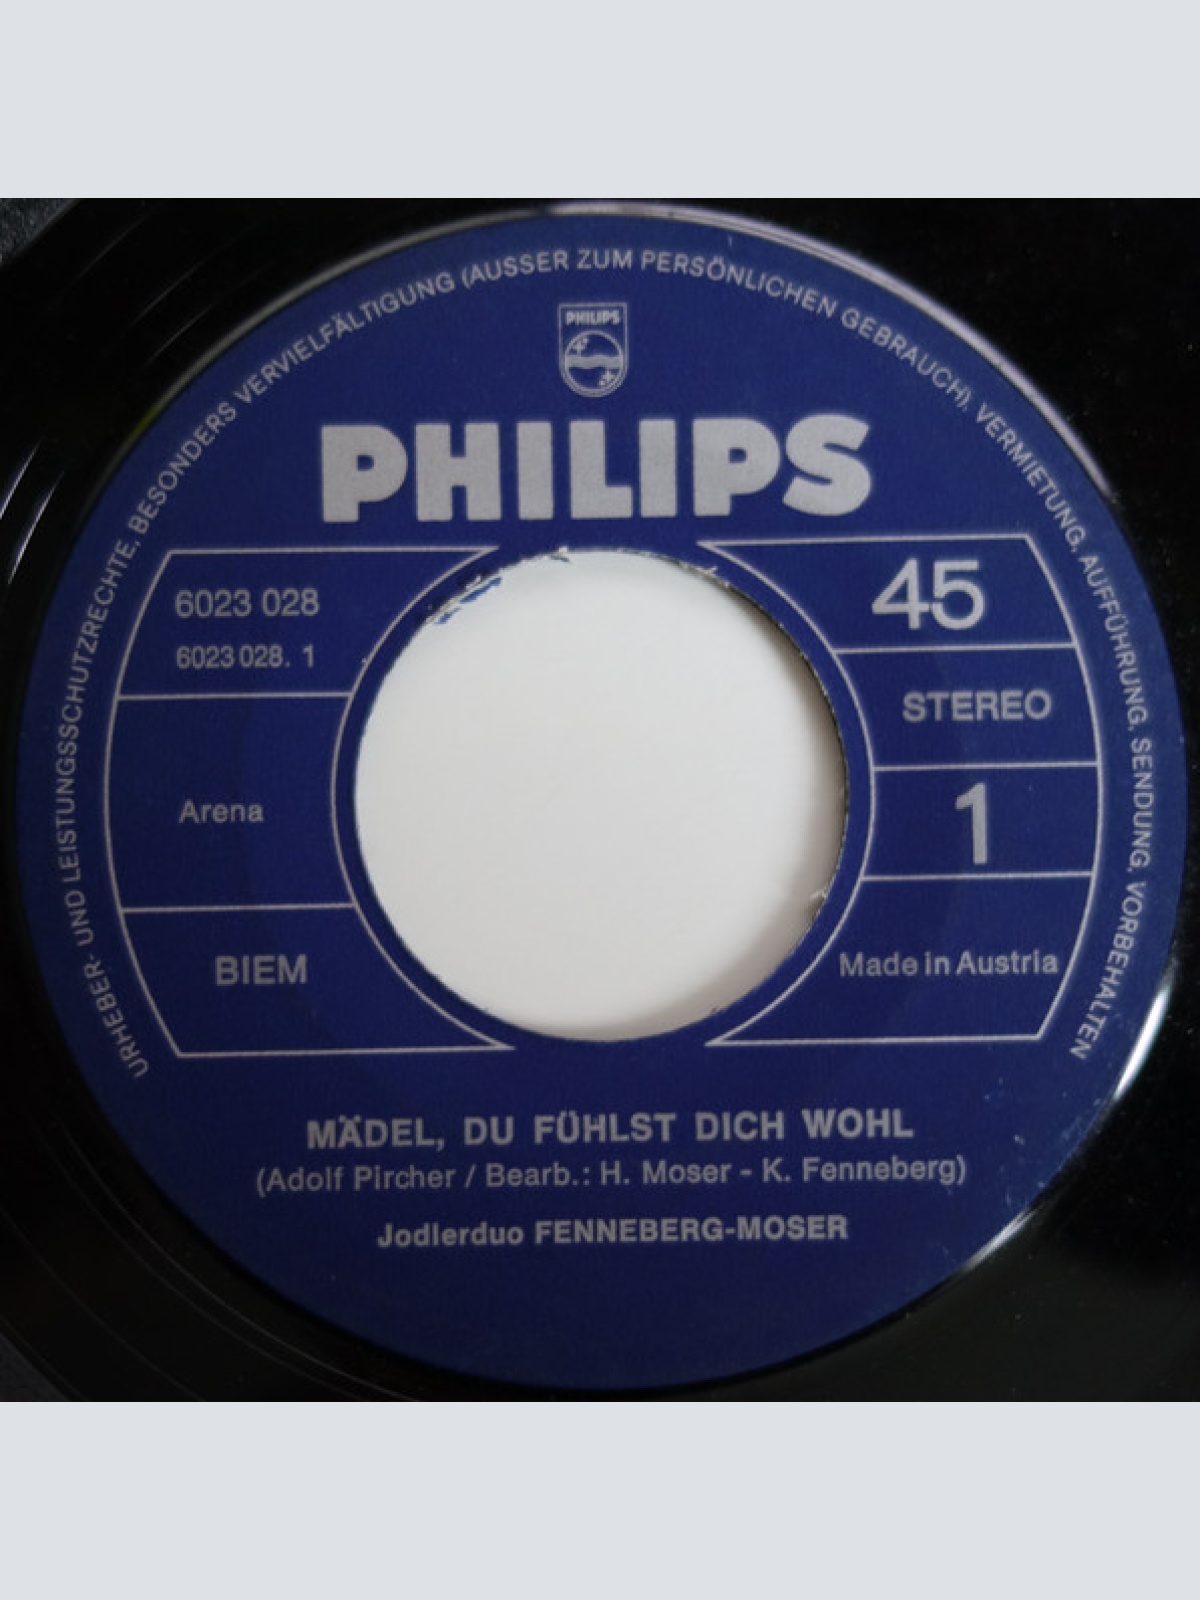 URHEBER- UND LEISTUNGSSCHUTZRECHTE, BESONDERS VERVIELFÄLTIGUNG (AUSSER ZUM PERSÖNLICHEN GEBRAUCH), VERMIETUNG, AUFFÜHRUNG, SENDUNG, VORBEHALTEN
PHILIPS
PHILIPS
6023 028
6023 028. 1
Arena
BIEM
45
STEREO
1
Made in Austria
MÄDEL, DU FÜHLST DICH WOHL
(Adolf Pircher / Bearb.: H. Moser - K. Fenneberg)
Jodlerduo FENNEBERG-MOSER